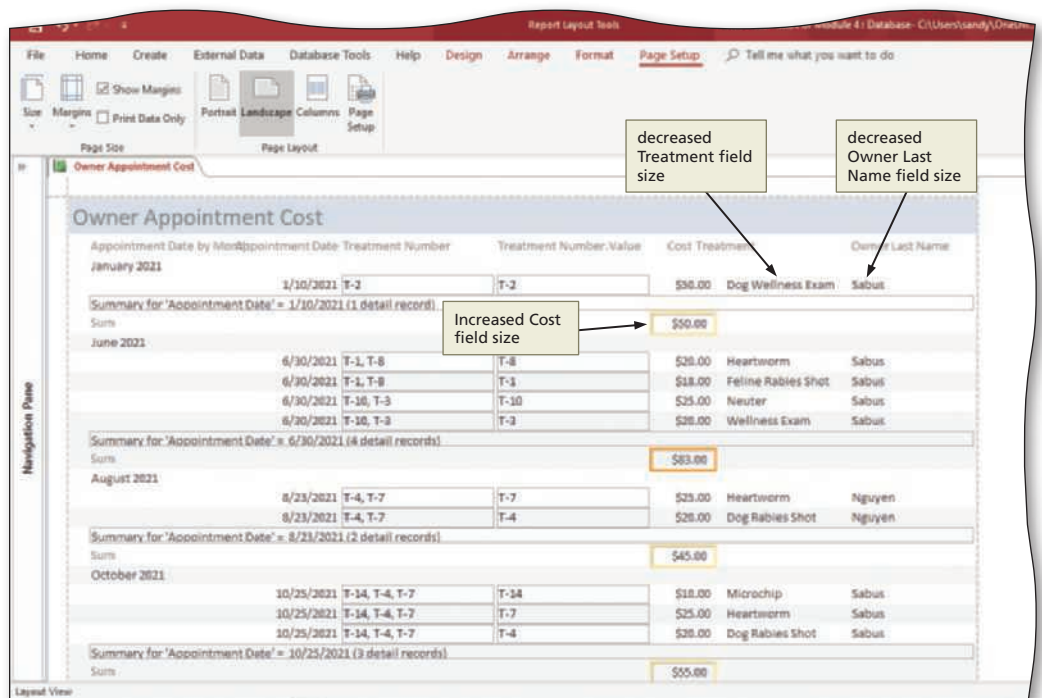 Report Layout Tools
Module 4 : Database- C:\Users\sandy\Onesh
File Home Create External Data Database Tools Help Design Arrange Format Page Setup Tell me what you want to do
Size Margins Show Margins Print Data Only Portrait Landscape Columns Page Setup
Page Size Page Layout
decreased Treatment field size
decreased Owner Last Name field size
Owner Appointment Cost
Owner Appointment Cost
Appointment Date by Month Appointment Date Treatment Number Treatment Number.Value Cost Treatment Owner Last Name
January 2021
1/10/2021 T-2 T-2 $50.00 Dog Wellness Exam Sabus
Summary for 'Appointment Date' = 1/10/2021 (1 detail record)
Sum $50.00
Increased Cost field size
June 2021
6/30/2021 T-1, T-8 T-8 $20.00 Heartworm Sabus
6/30/2021 T-1, T-8 T-1 $18.00 Feline Rabies Shot Sabus
6/30/2021 T-10, T-3 T-10 $25.00 Neuter Sabus
6/30/2021 T-10, T-3 T-3 $20.00 Wellness Exam Sabus
Summary for 'Appointment Date' = 6/30/2021 (4 detail records)
Sum $83.00
August 2021
8/23/2021 T-4, T-7 T-7 $25.00 Heartworm Nguyen
8/23/2021 T-4, T-7 T-4 $20.00 Dog Rabies Shot Nguyen
Summary for 'Appointment Date' = 8/23/2021 (2 detail records)
Sum $45.00
October 2021
10/25/2021 T-14, T-4, T-7 T-14 $10.00 Microchip Sabus
10/25/2021 T-14, T-4, T-7 T-7 $25.00 Heartworm Sabus
10/25/2021 T-14, T-4, T-7 T-4 $20.00 Dog Rabies Shot Sabus
Summary for 'Appointment Date' = 10/25/2021 (3 detail records)
Sum $55.00
Navigation Pane
Layout View